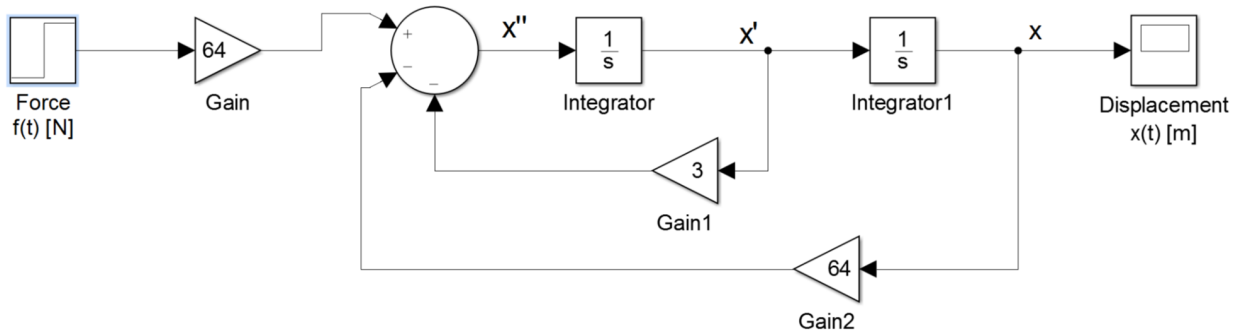 64
+
−
−
x''
1
s
x'
1
s
x
Force
f(t) [N]
Gain
Integrator
Integrator1
Displacement
x(t) [m]
3
Gain1
64
Gain2